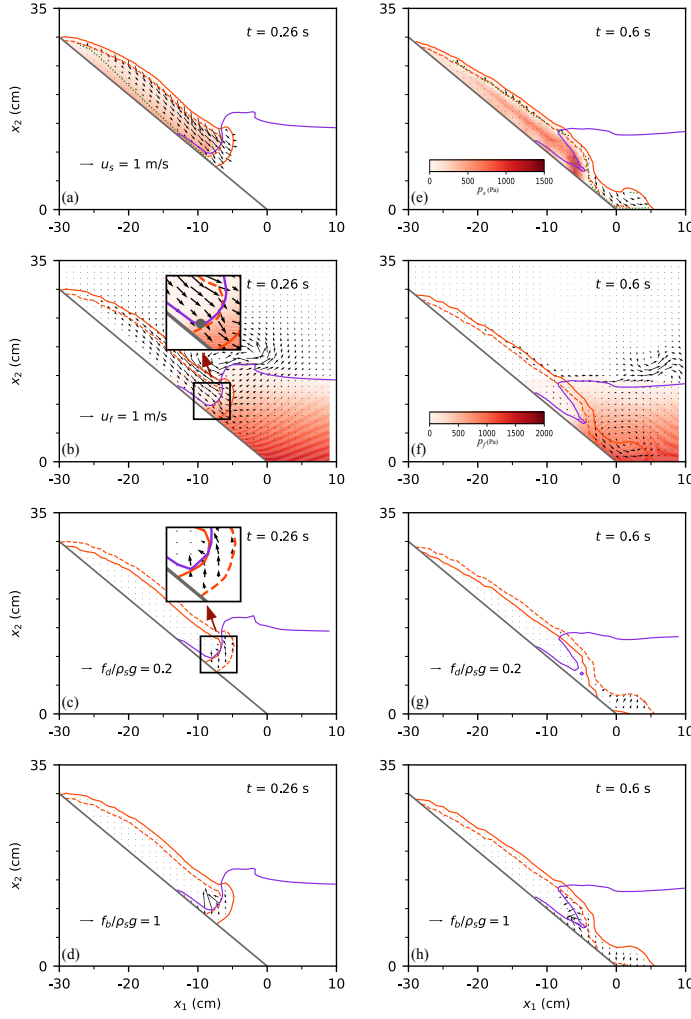 35
t = 0.26 s
x2 (cm)
→ us = 1 m/s
(a)
0
-30 -20 -10 0 10
35
t = 0.6 s
ps (Pa)
0 500 1000 1500
(e)
0
-30 -20 -10 0 10
35
t = 0.26 s
x2 (cm)
→ uf = 1 m/s
(b)
0
-30 -20 -10 0 10
35
t = 0.6 s
0 500 1000 1500 2000
pf (Pa)
(f)
0
-30 -20 -10 0 10
35
t = 0.26 s
x2 (cm)
→ fd/ρsg = 0.2
(c)
0
-30 -20 -10 0 10
35
t = 0.6 s
→ fd/ρsg = 0.2
(g)
0
-30 -20 -10 0 10
35
t = 0.26 s
x2 (cm)
→ fb/ρsg = 1
(d)
0
-30 -20 -10 0 10
x1 (cm)
35
t = 0.6 s
→ fb/ρsg = 1
(h)
0
-30 -20 -10 0 10
x1 (cm)